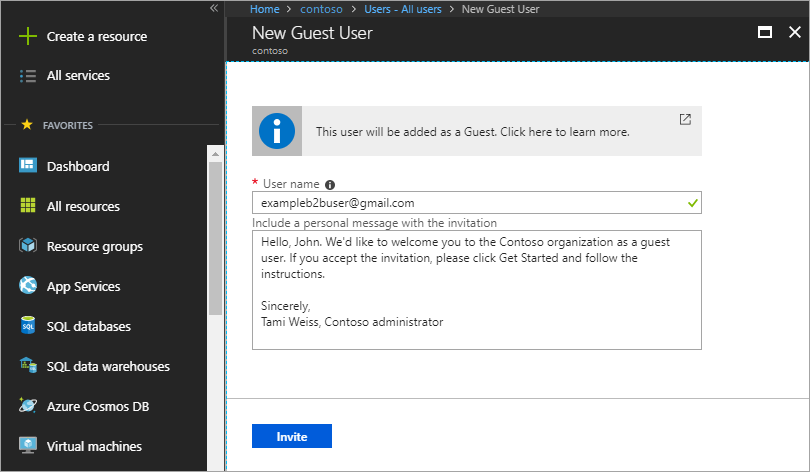 Create a resource
All services
FAVORITES
Dashboard
All resources
Resource groups
App Services
SQL databases
SQL data warehouses
Azure Cosmos DB
Virtual machines
Home > contoso > Users - All users > New Guest User
New Guest User
contoso
This user will be added as a Guest. Click here to learn more.
* User name
exampleb2buser@gmail.com
Include a personal message with the invitation
Hello, John. We'd like to welcome you to the Contoso organization as a guest
user. If you accept the invitation, please click Get Started and follow the
instructions.
Sincerely,
Tami Weiss, Contoso administrator
Invite